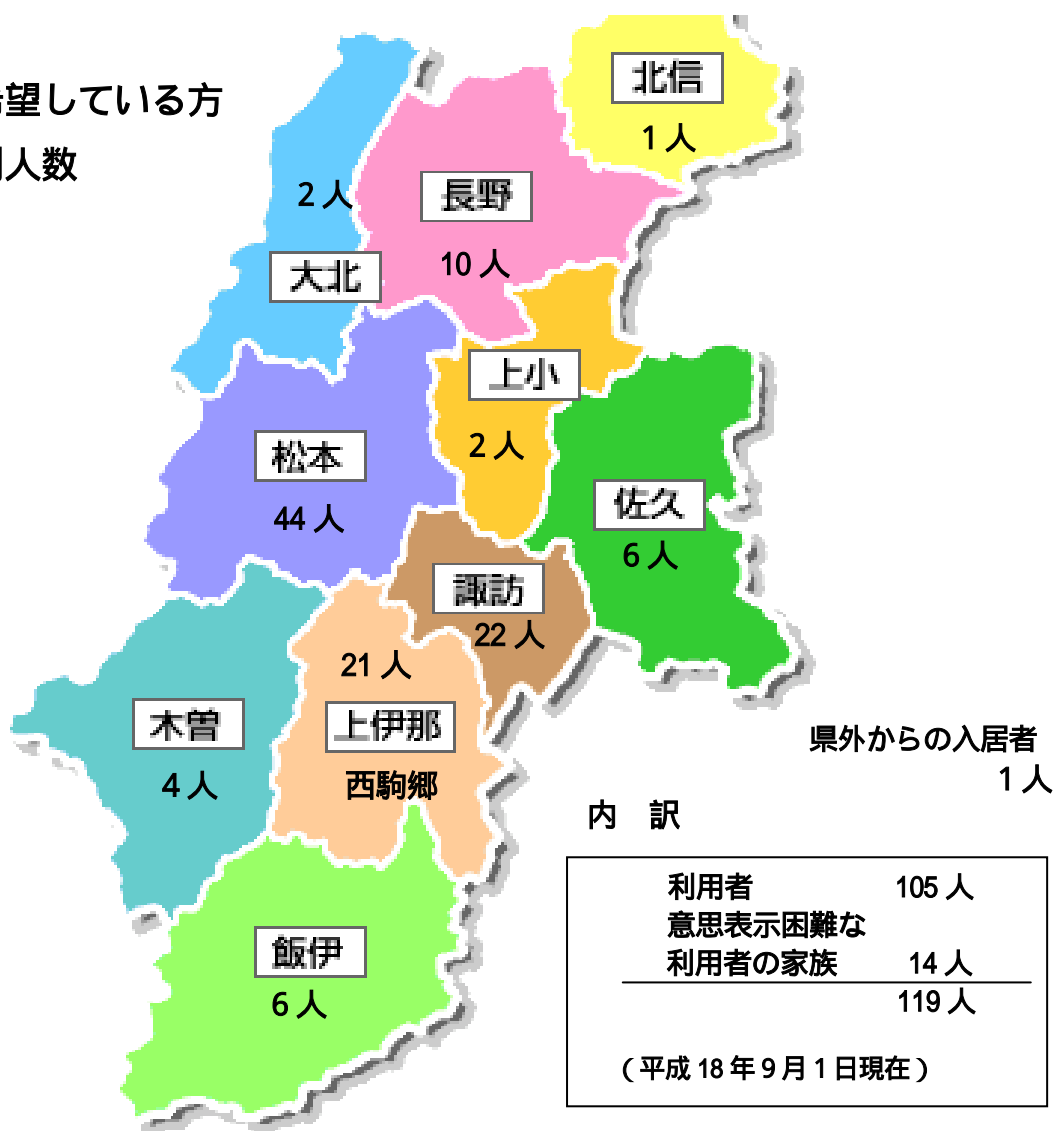 望している方
人数
北信
1人
2人
長野
10人
大北
上小
2人
松本
44人
佐久
6人
諏訪
22人
21人
上伊那
西駒郷
木曽
4人
県外からの入居者
1人
内 訳
利用者 105人
意思表示困難な
利用者の家族 14人
119人
(平成18年9月1日現在)
飯伊
6人